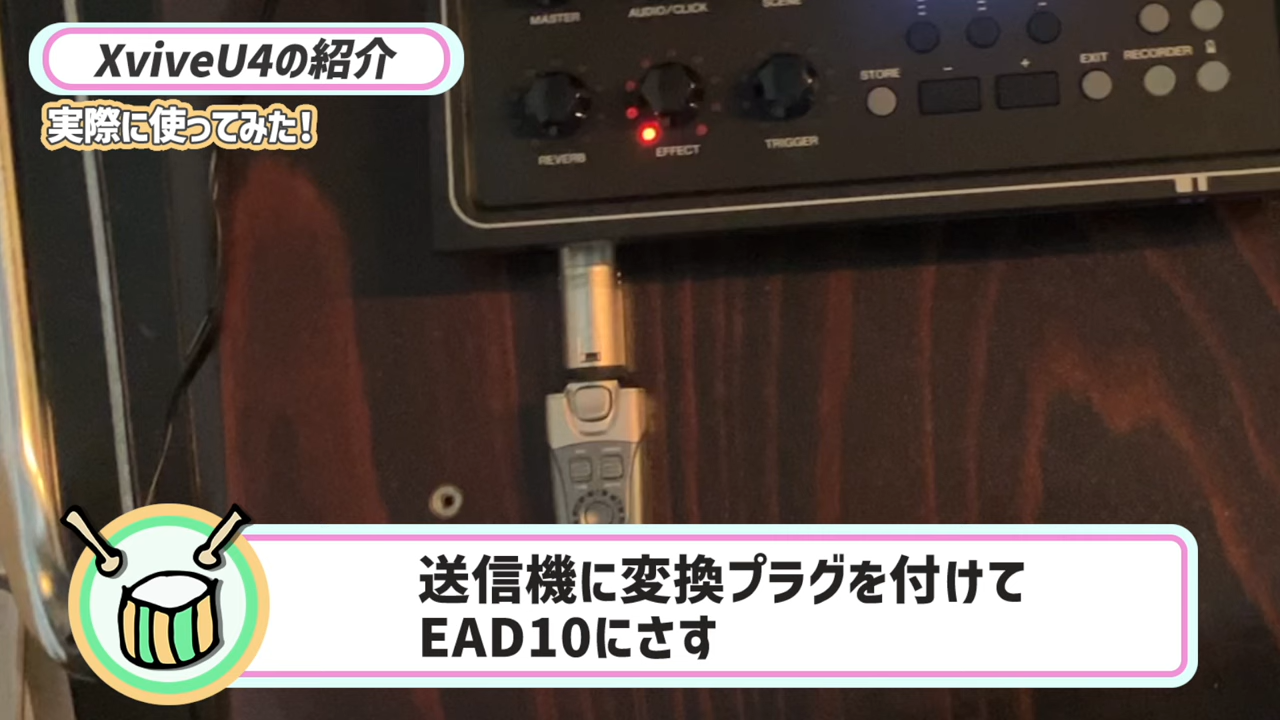 XviveU4の紹介
実際に使ってみた!
MASTER
AUDIO/CLICK
SCENE
STORE
EXIT
RECORDER
REVERB
EFFECT
TRIGGER
送信機に変換プラグを付けて
EAD10にさす